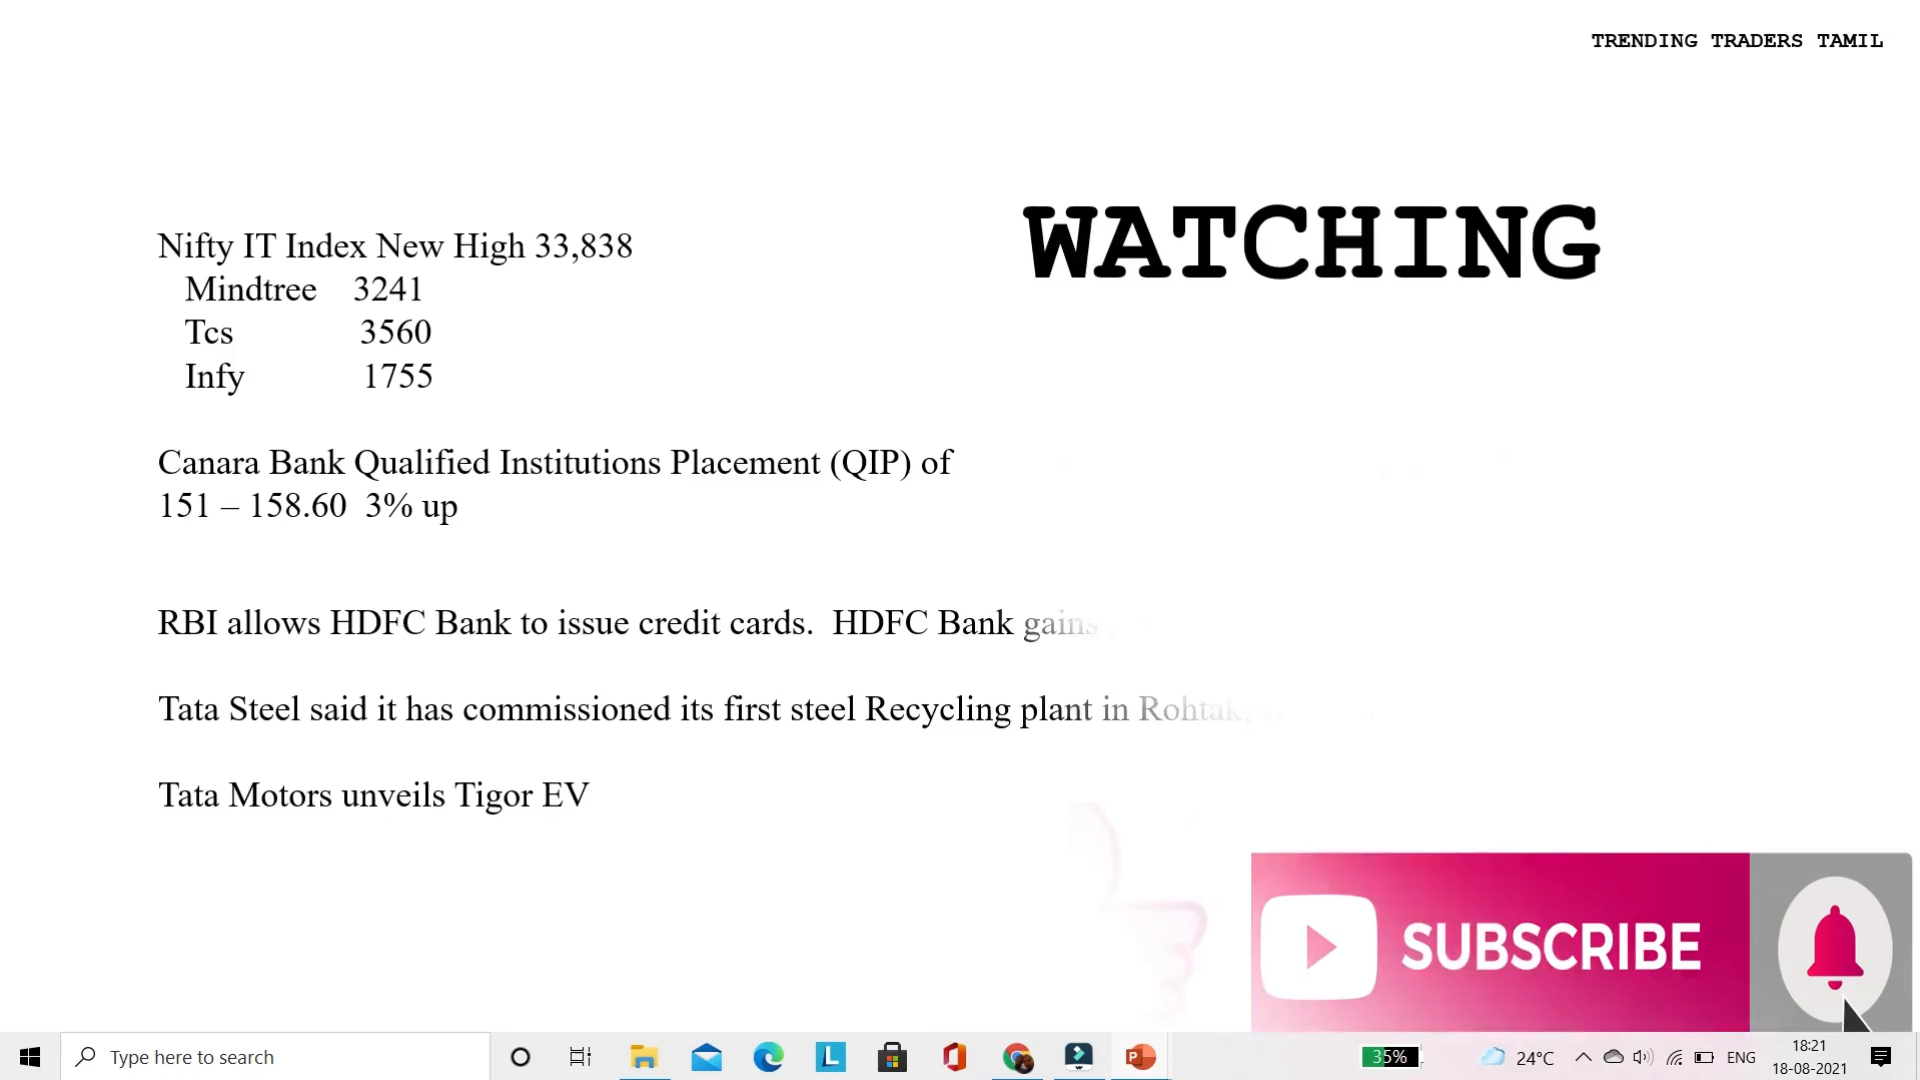 TRENDING TRADERS TAMIL
WATCHING
Nifty IT Index New High 33,838
Mindtree 3241
Tcs 3560
Infy 1755
Canara Bank Qualified Institutions Placement (QIP) of
151 – 158.60 3% up
RBI allows HDFC Bank to issue credit cards. HDFC Bank gains
Tata Steel said it has commissioned its first steel Recycling plant in Rohtak,
Tata Motors unveils Tigor EV
SUBSCRIBE
Type here to search
L
P
35%
24°C
ENG
18:21
18-08-2021